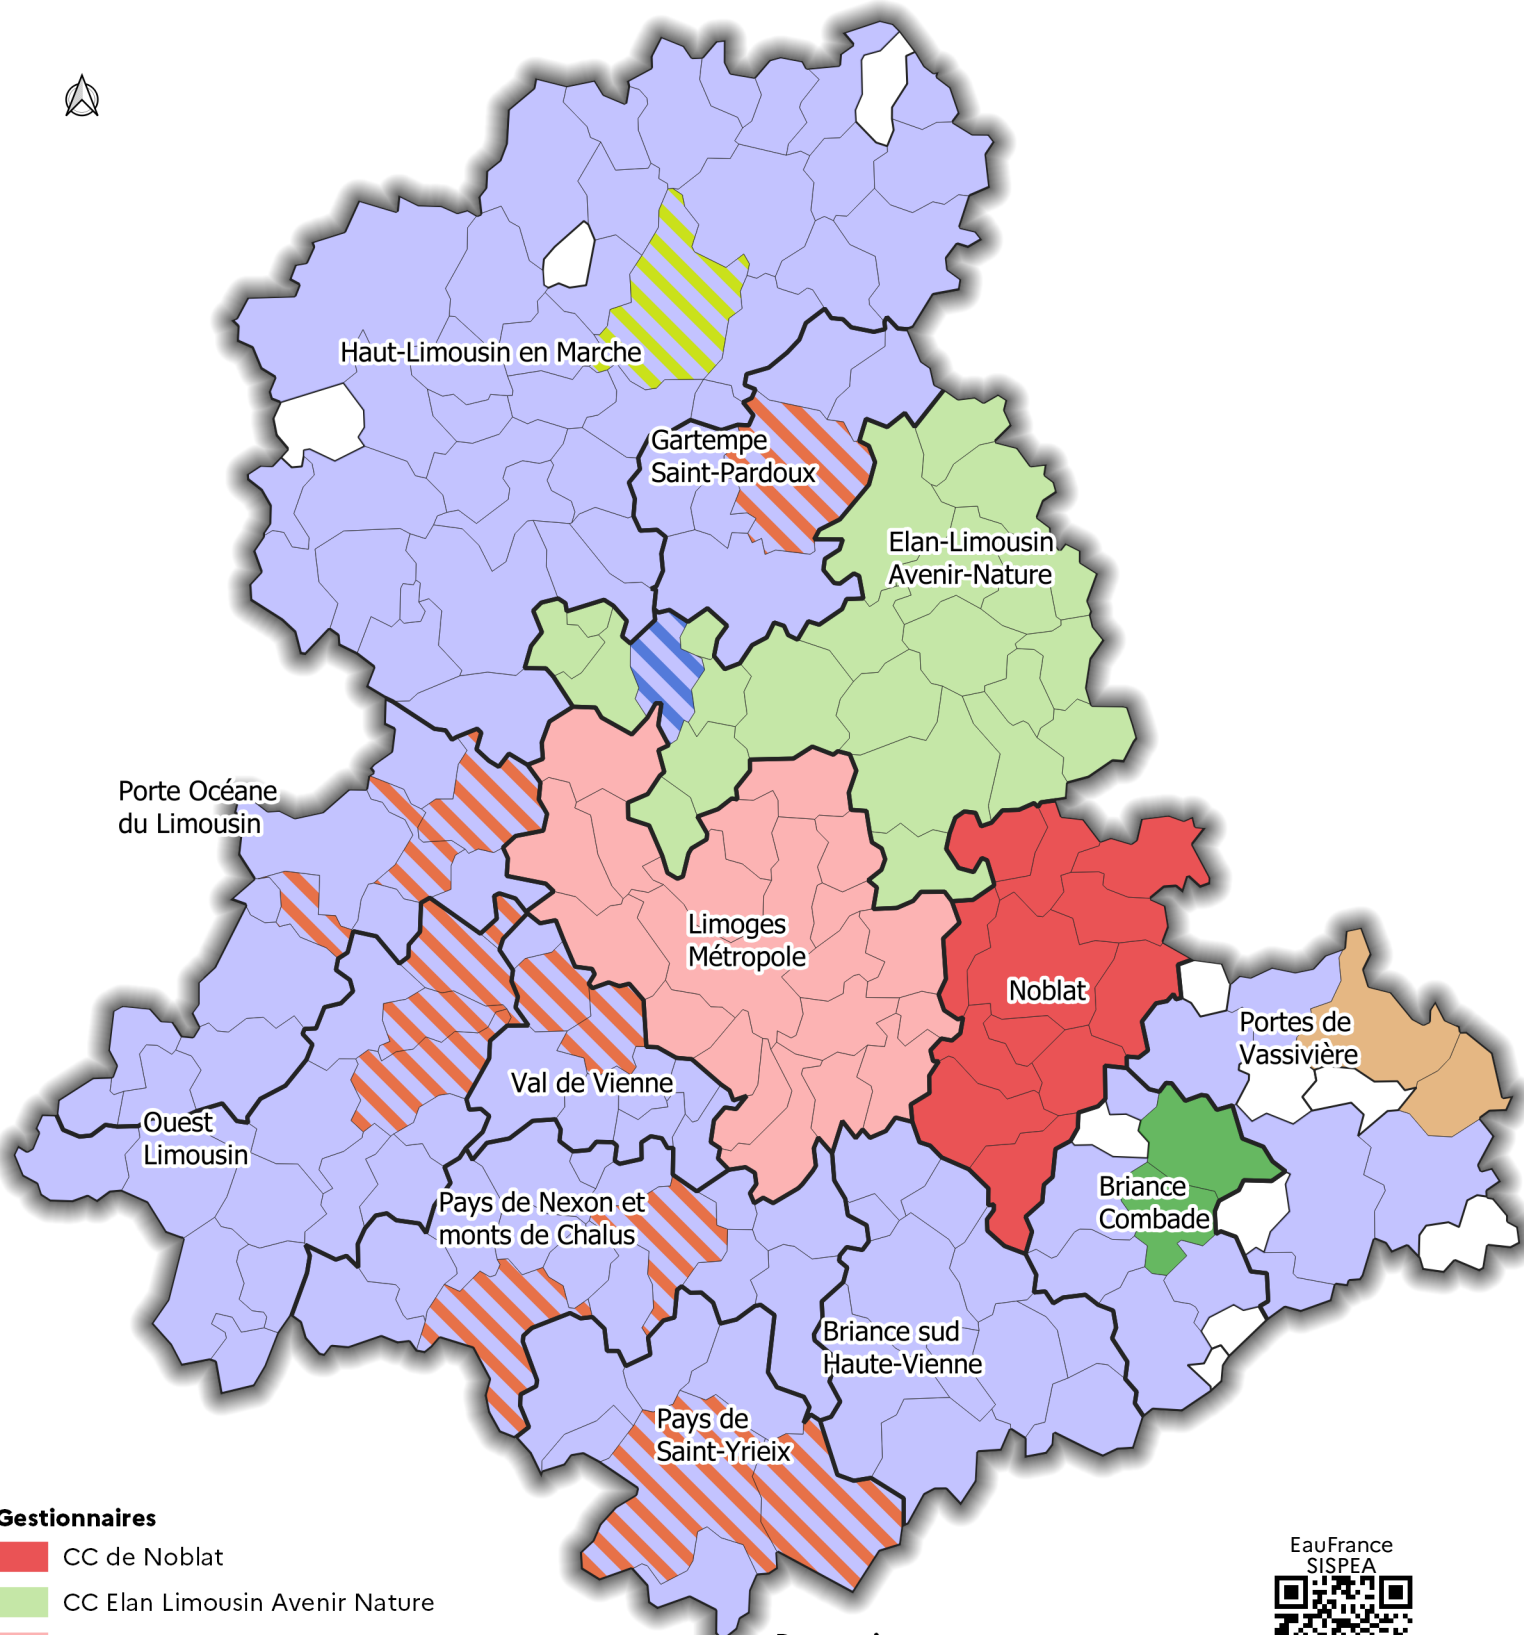 Haut-Limousin en Marche
Gartempe
Saint-Pardoux
Elan-Limousin
Avenir-Nature
Porte Océane
du Limousin
Limoges
Métropole
Noblat
Portes de
Vassivière
Val de Vienne
Ouest
Limousin
Briance
Combade
Pays de Nexon et
monts de Chalus
Briance sud
Haute-Vienne
Pays de
Saint-Yrieix
Gestionnaires
CC de Noblat
CC Elan Limousin Avenir Nature
EauFrance
SISPEA